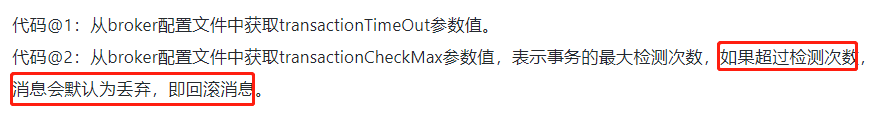 代码@1：从broker配置文件中获取transactionTimeOut参数值。
代码@2：从broker配置文件中获取transactionCheckMax参数值，表示事务的最大检测次数，如果超过检测次数，
消息会默认为丢弃，即回滚消息。